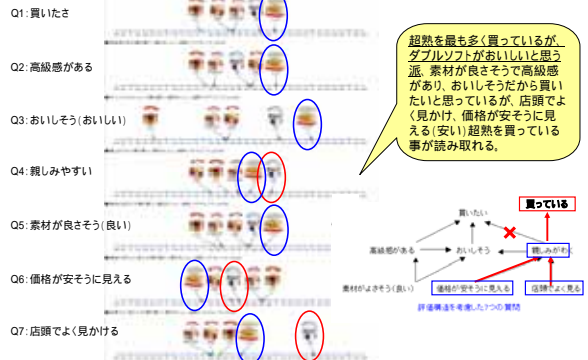 Q1:買いたさ
Q2:高級感がある
Q3:おいしそう(おいしい)
Q4:親しみやすい
Q5:素材が良さそう(良い)
Q6:価格が安そうに見える
Q7:店頭でよく見かける
超熟を最も多く買っているが、
ダブルソフトがおいしいと思う
派、素材が良さそうで高級感
があり、おいしそうだから買い
たいと思っているが、店頭でよ
く見かけ、価格が安そうに見
える(安い)超熟を買っている
事が読み取れる。
買っている
買いたい
高級感がある
おいしそう
親しみがわく
素材がよさそう(良い)
価格が安そうに見える
店頭でよく見る
評価構造を考慮した7つの質問